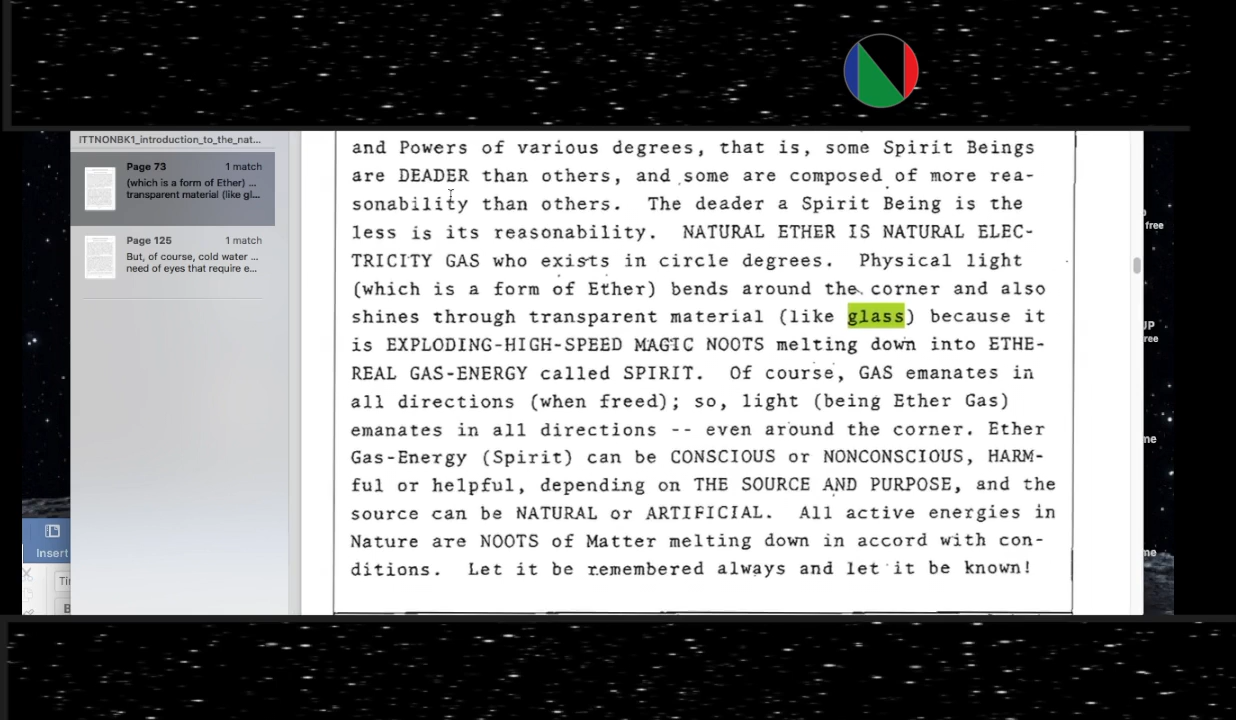 ITTNONBK1_introduction_to_the_nat...
Page 73 1 match
(which is a form of Ether) ...
transparent material (like gl...
Page 125 1 match
But, of course, cold water ...
need of eyes that require e...
and Powers of various degrees, that is, some Spirit Beings
are DEADER than others, and some are composed of more rea-
sonability than others. The deader a Spirit Being is the
less is its reasonability. NATURAL ETHER IS NATURAL ELEC-
TRICITY GAS who exists in circle degrees. Physical light
(which is a form of Ether) bends around the corner and also
shines through transparent material (like glass) because it
is EXPLODING-HIGH-SPEED MAGIC NOOTS melting down into ETHE-
REAL GAS-ENERGY called SPIRIT. Of course, GAS emanates in
all directions (when freed); so, light (being Ether Gas)
emanates in all directions -- even around the corner. Ether
Gas-Energy (Spirit) can be CONSCIOUS or NONCONSCIOUS, HARM-
ful or helpful, depending on THE SOURCE AND PURPOSE, and the
source can be NATURAL or ARTIFICIAL. All active energies in
Nature are NOOTS of Matter melting down in accord with con-
ditions. Let it be remembered always and let it be known!
Insert
Tir
B
free
UP
free
me
me